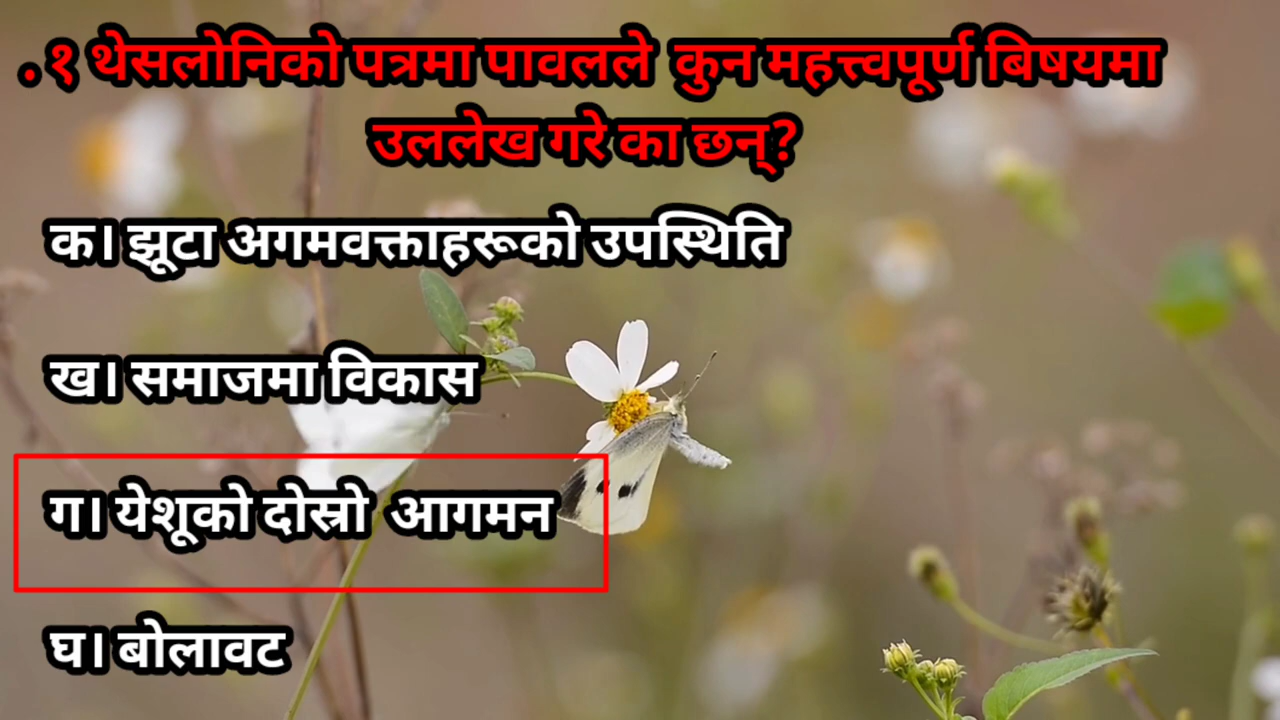 . १ थेसलोनिको पत्रमा पावलले कुन महत्त्वपूर्ण बिषयमा
उललेख गरे का छन्?
क। झूटा अगमवक्ताहरूको उपस्थिति
ख। समाजमा विकास
ग। येशूको दोस्रो आगमन
घ। बोलावट